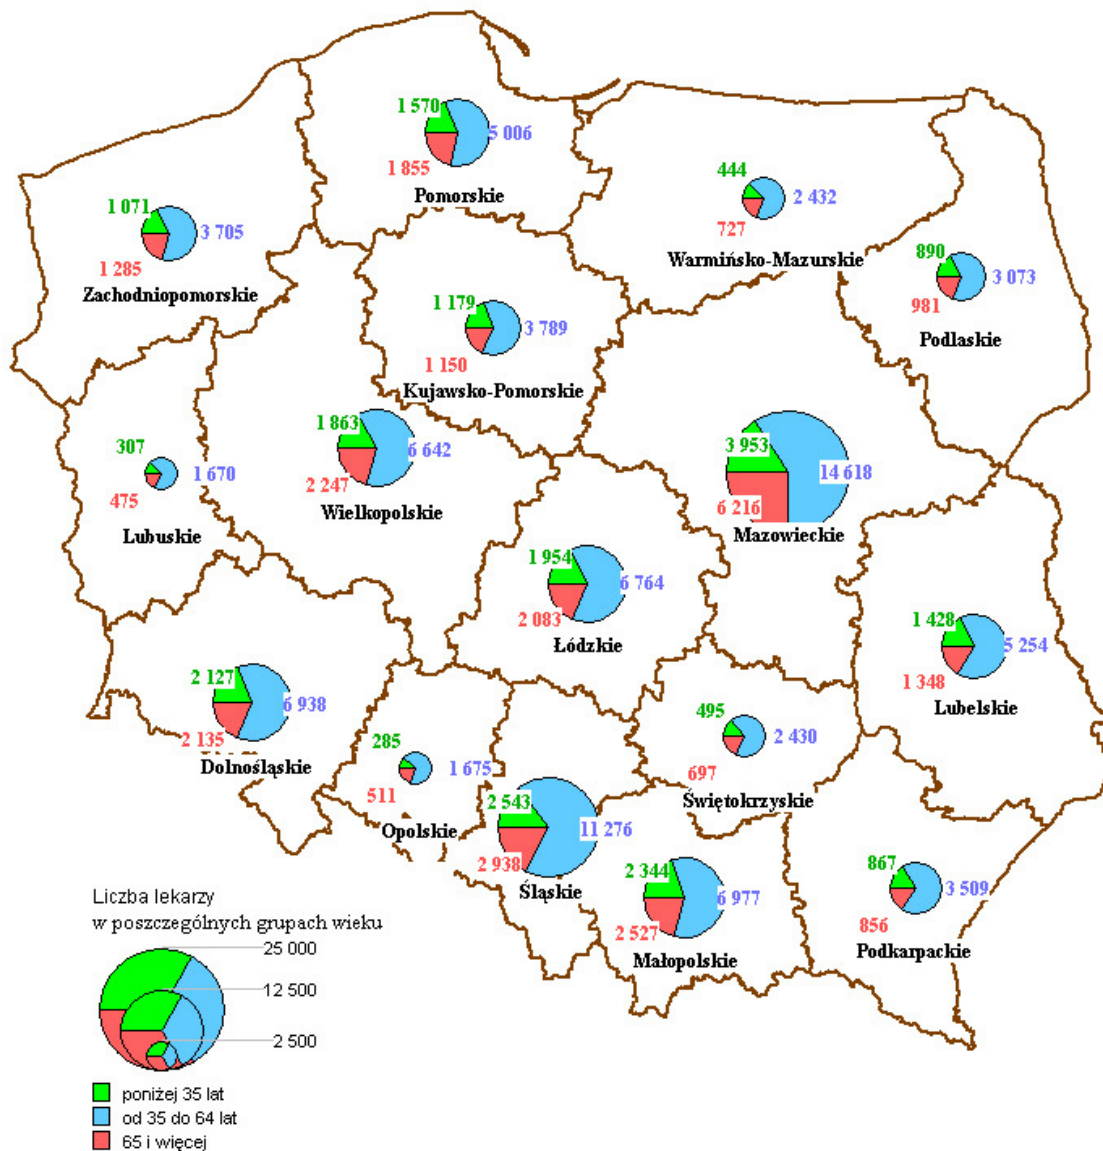 1 570
5 006
1 855
Pomorskie
444
2 432
727
Warmińsko-Mazurskie
1 071
3 705
1 285
Zachodniopomorskie
890
3 073
981
Podlaskie
1 179
3 789
1 150
Kujawsko-Pomorskie
307
1 670
475
Lubuskie
1 863
6 642
2 247
Wielkopolskie
3 953
14 618
6 216
Mazowieckie
1 954
6 764
2 083
Łódzkie
1 428
5 254
1 348
Lubelskie
2 127
6 938
2 135
Dolnośląskie
285
1 675
511
Opolskie
2 543
11 276
2 938
Śląskie
495
2 430
697
Świętokrzyskie
2 344
6 977
2 527
Małopolskie
867
3 509
856
Podkarpackie
Liczba lekarzy
w poszczególnych grupach wieku
25 000
12 500
2 500
poniżej 35 lat
od 35 do 64 lat
65 i więcej